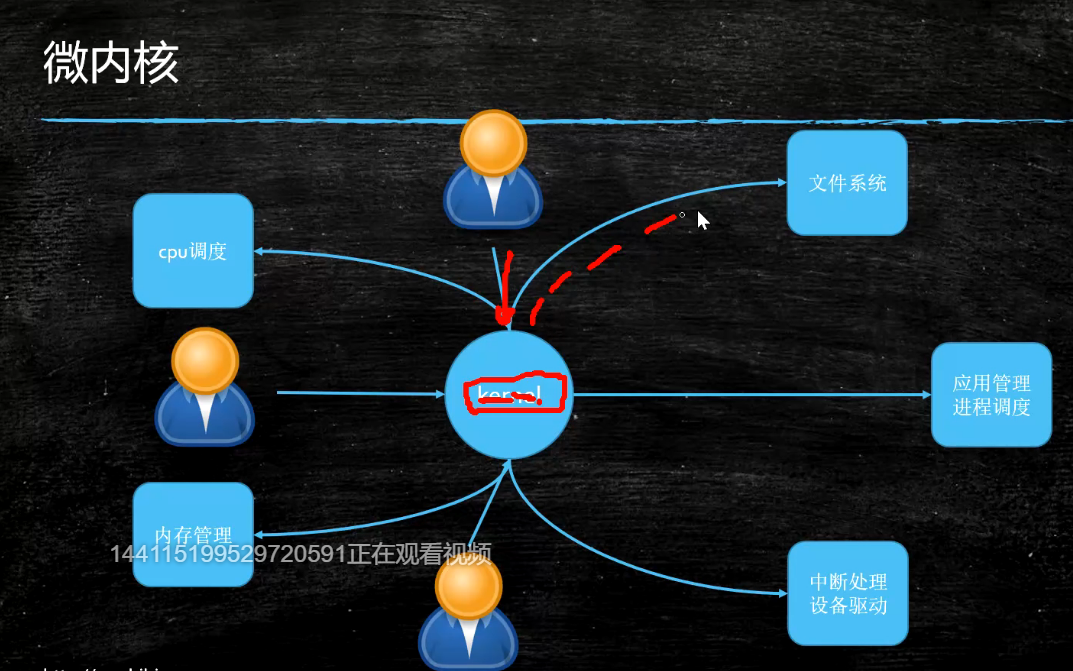 微内核
文件系统
cpu调度
kernel
应用管理
进程调度
内存管理
144115199529720591正在观看视频
中断处理
设备驱动